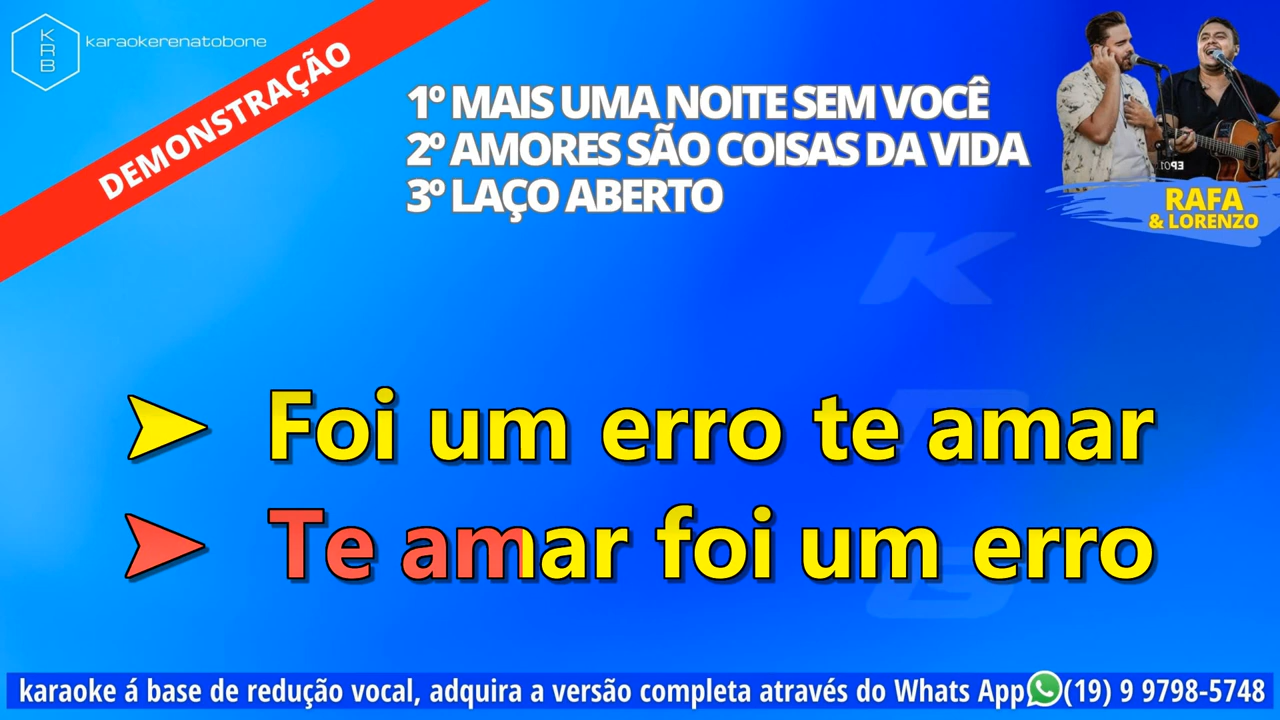 KRB
karaokerenatobone
DEMONSTRAÇÃO
1º MAIS UMA NOITE SEM VOCÊ
2º AMORES SÃO COISAS DA VIDA
3º LAÇO ABERTO
EP01
RAFA
& LORENZO
K
Foi um erro te amar
Te amar foi um erro
karaoke á base de redução vocal, adquira a versão completa através do Whats App (19) 9 9798-5748